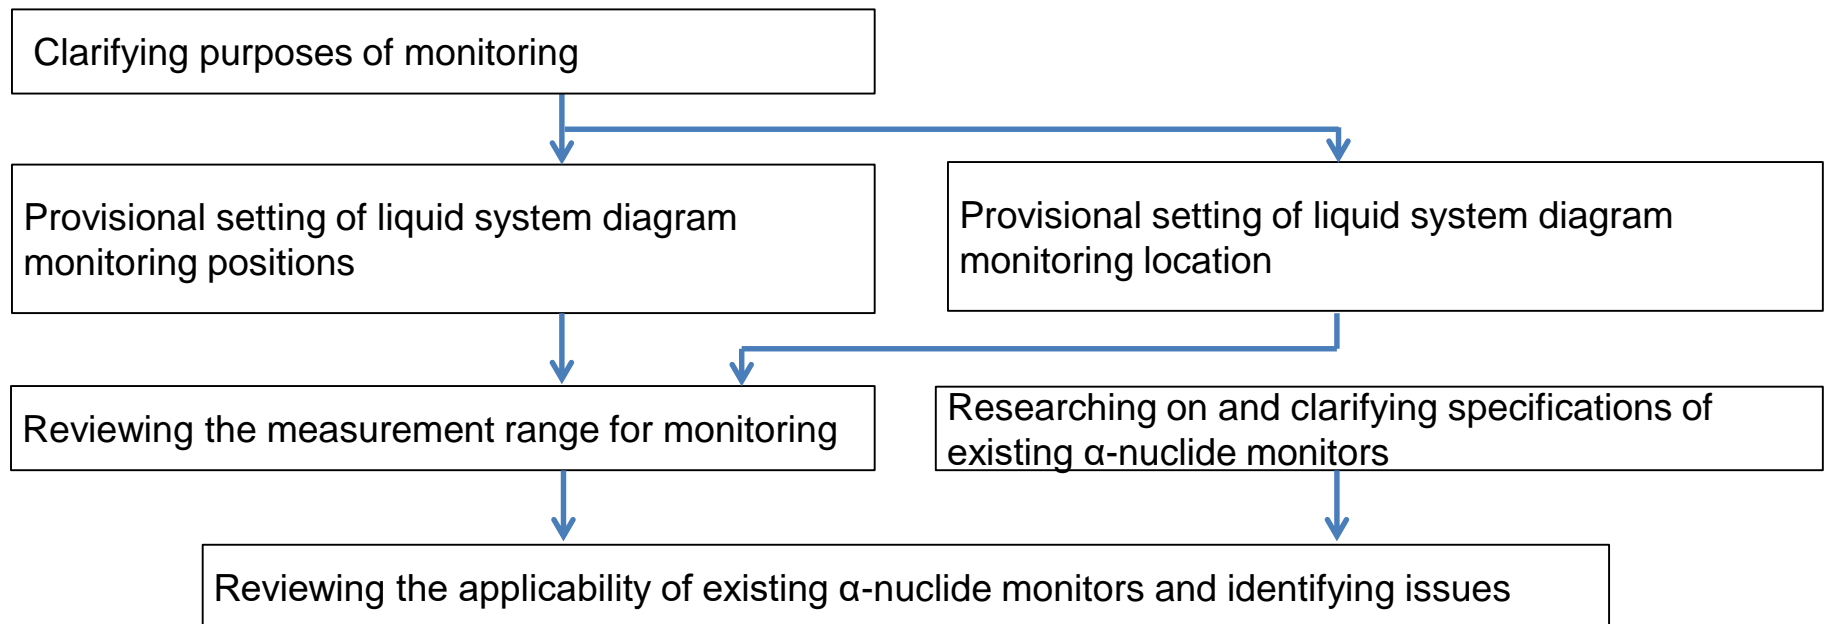 Clarifying purposes of monitoring
Provisional setting of liquid system diagram
monitoring positions
Provisional setting of liquid system diagram
monitoring location
Reviewing the measurement range for monitoring
Researching on and clarifying specifications of
existing α-nuclide monitors
Reviewing the applicability of existing α-nuclide monitors and identifying issues